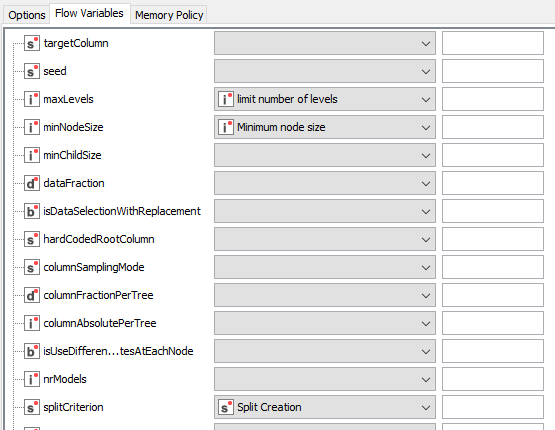 Options Flow Variables Memory Policy
s targetColumn
s seed
i maxLevels i limit number of levels
i minNodeSize i Minimum node size
i minChildSize
d dataFraction
b isDataSelectionWithReplacement
s hardCodedRootColumn
s columnSamplingMode
d columnFractionPerTree
i columnAbsolutePerTree
b isUseDifferen...tesAtEachNode
i nrModels
s splitCriterion s Split Creation